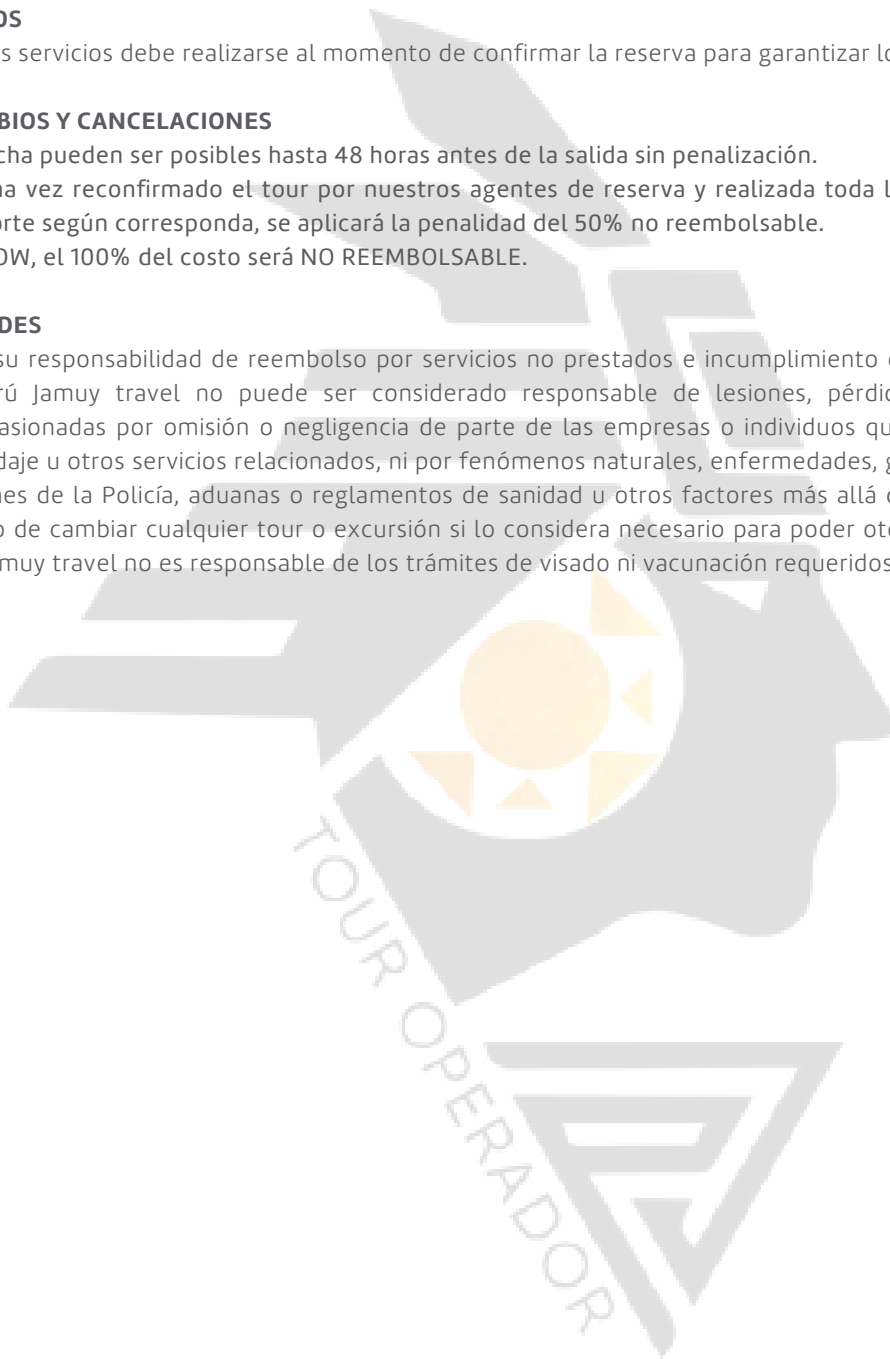 OS
s servicios debe realizarse al momento de confirmar la reserva para garantizar lo
BIOS Y CANCELACIONES
cha pueden ser posibles hasta 48 horas antes de la salida sin penalización.
na vez reconfirmado el tour por nuestros agentes de reserva y realizada toda l
orte según corresponda, se aplicará la penalidad del 50% no reembolsable.
OW, el 100% del costo será NO REEMBOLSABLE.
DES
su responsabilidad de reembolso por servicios no prestados e incumplimiento
rú Jamuy travel no puede ser considerado responsable de lesiones, pérdi
asionadas por omisión o negligencia de parte de las empresas o individuos qu
daje u otros servicios relacionados, ni por fenómenos naturales, enfermedades, g
nes de la Policía, aduanas o reglamentos de sanidad u otros factores más allá
o de cambiar cualquier tour o excursión si lo considera necesario para poder ot
muy travel no es responsable de los trámites de visado ni vacunación requeridos
TOUR OPERADOR